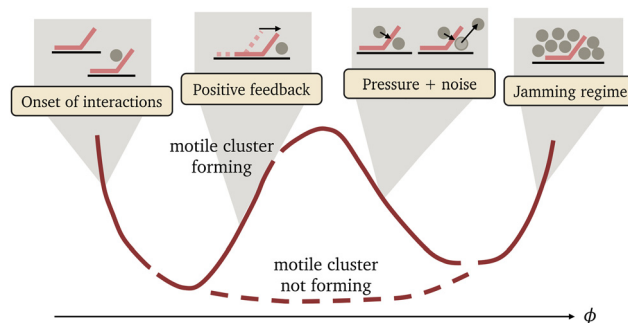 Onset of interactions
Positive feedback
Pressure + noise
Jamming regime
motile cluster
forming
motile cluster
not forming
ϕ